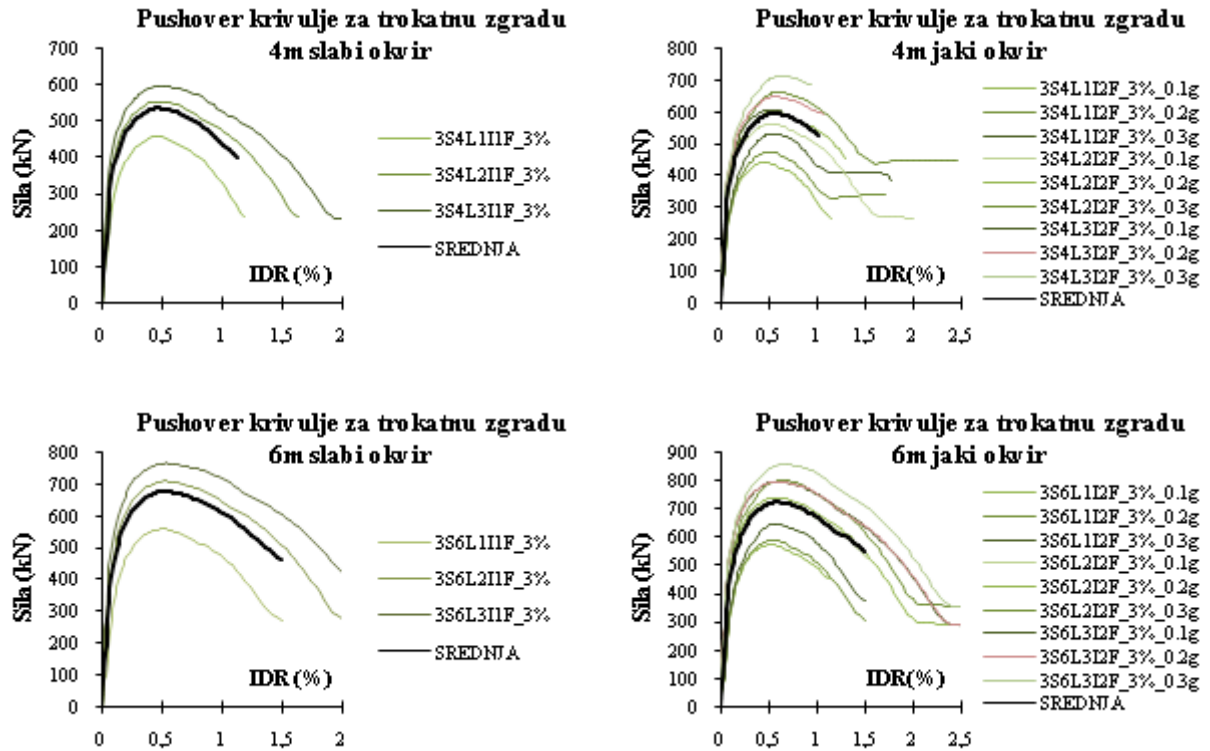 Pushover krivulje za trokatnu zgradu
4m slabi okvir
Sila (kN)
700
600
500
400
300
200
100
0
IDR (%)
0 0,5 1 1,5 2
3S4L1I1F_3%
3S4L2I1F_3%
3S4L3I1F_3%
SREDNJA
Pushover krivulje za trokatnu zgradu
4m jaki okvir
Sila (kN)
800
700
600
500
400
300
200
100
0
IDR(%)
0 0,5 1 1,5 2 2,5
3S4L1I2F_3%_0.1g
3S4L1I2F_3%_0.2g
3S4L1I2F_3%_0.3g
3S4L2I2F_3%_0.1g
3S4L2I2F_3%_0.2g
3S4L2I2F_3%_0.3g
3S4L3I2F_3%_0.1g
3S4L3I2F_3%_0.2g
3S4L3I2F_3%_0.3g
SREDNJA
Pushover krivulje za trokatnu zgradu
6m slabi okvir
Sila (kN)
800
700
600
500
400
300
200
100
0
IDR (%)
0 0,5 1 1,5 2
3S6L1I1F_3%
3S6L2I1F_3%
3S6L3I1F_3%
SREDNJA
Pushover krivulje za trokatnu zgradu
6m jaki okvir
Sila (kN)
900
800
700
600
500
400
300
200
100
0
IDR(%)
0 0,5 1 1,5 2 2,5
3S6L1I2F_3%_0.1g
3S6L1I2F_3%_0.2g
3S6L1I2F_3%_0.3g
3S6L2I2F_3%_0.1g
3S6L2I2F_3%_0.2g
3S6L2I2F_3%_0.3g
3S6L3I2F_3%_0.1g
3S6L3I2F_3%_0.2g
3S6L3I2F_3%_0.3g
SREDNJA